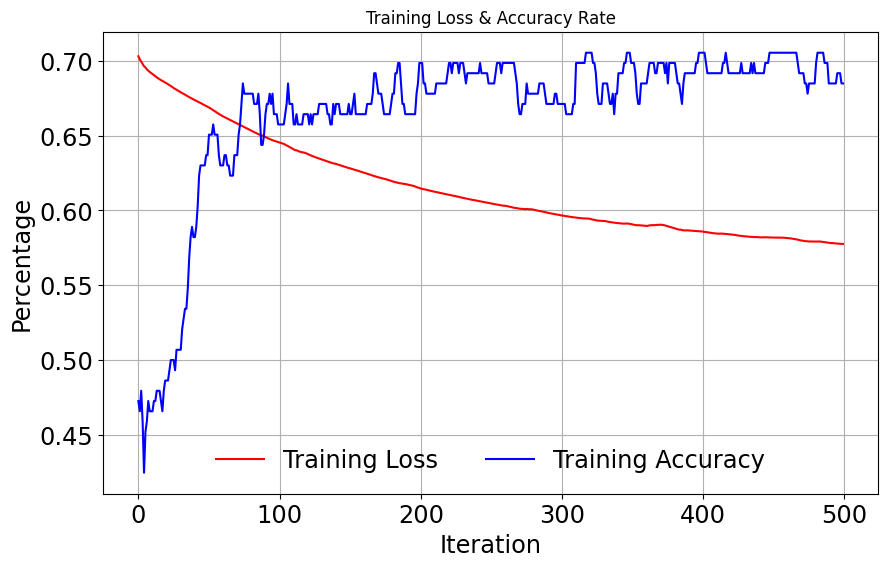 Training Loss & Accuracy Rate
0.70
0.65
0.60
0.55
0.50
0.45
Percentage
Training Loss Training Accuracy
0 100 200 300 400 500
Iteration